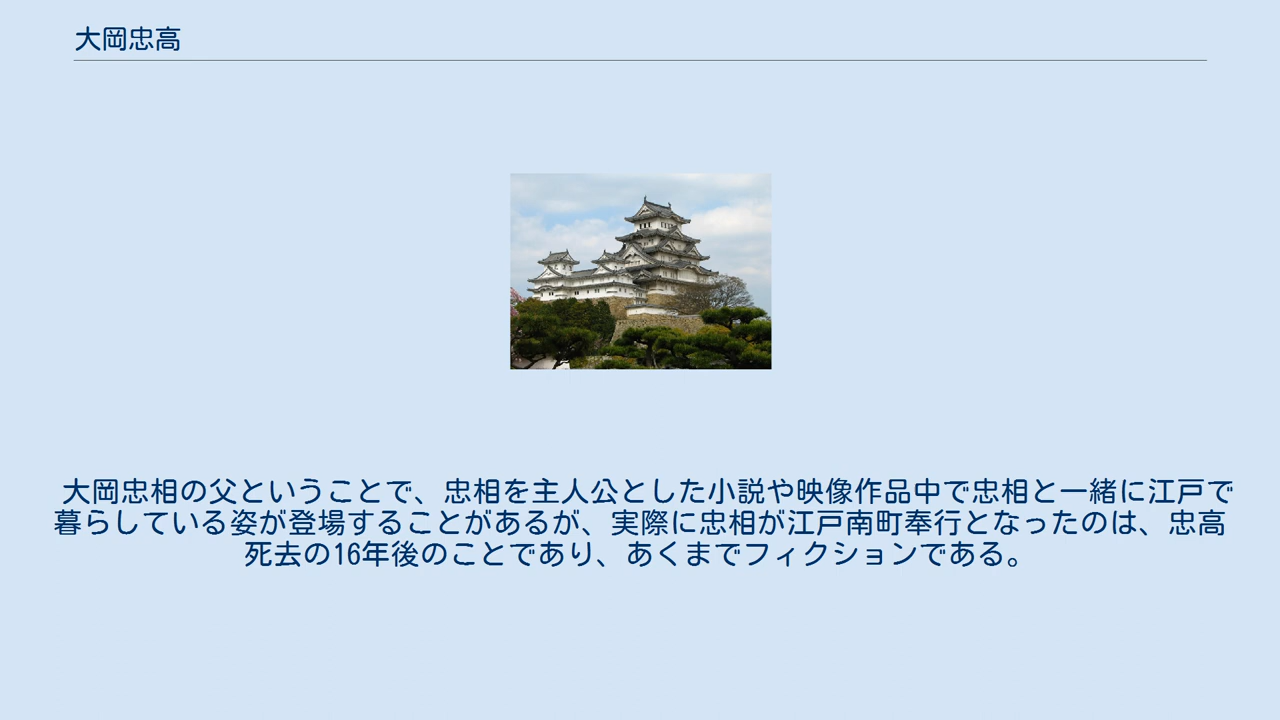 大岡忠高
大岡忠相の父ということで、忠相を主人公とした小説や映像作品中で忠相と一緒に江戸で
暮らしている姿が登場することがあるが、実際に忠相が江戸南町奉行となったのは、忠高
死去の16年後のことであり、あくまでフィクションである。